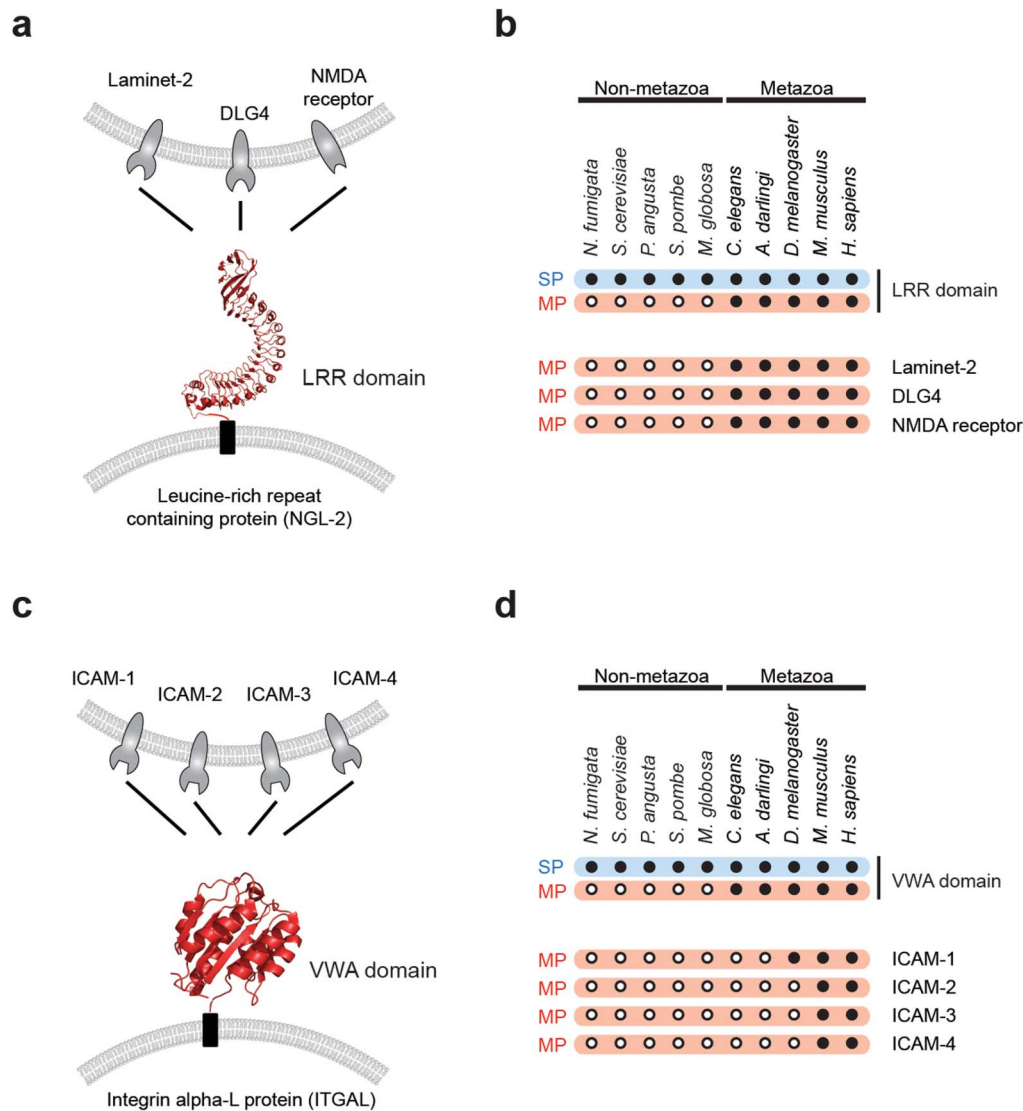 a
Laminet-2
DLG4
NMDA
receptor
LRR domain
Leucine-rich repeat
containing protein (NGL-2)
b
Non-metazoa
Metazoa
N. fumigata
S. cerevisiae
P. angusta
S. pombe
M. globosa
C. elegans
A. darlingi
D. melanogaster
M. musculus
H. sapiens
SP
MP
LRR domain
MP Laminet-2
MP DLG4
MP NMDA receptor
c
ICAM-1
ICAM-2
ICAM-3
ICAM-4
VWA domain
Integrin alpha-L protein (ITGAL)
d
Non-metazoa
Metazoa
N. fumigata
S. cerevisiae
P. angusta
S. pombe
M. globosa
C. elegans
A. darlingi
D. melanogaster
M. musculus
H. sapiens
SP
MP
VWA domain
MP ICAM-1
MP ICAM-2
MP ICAM-3
MP ICAM-4